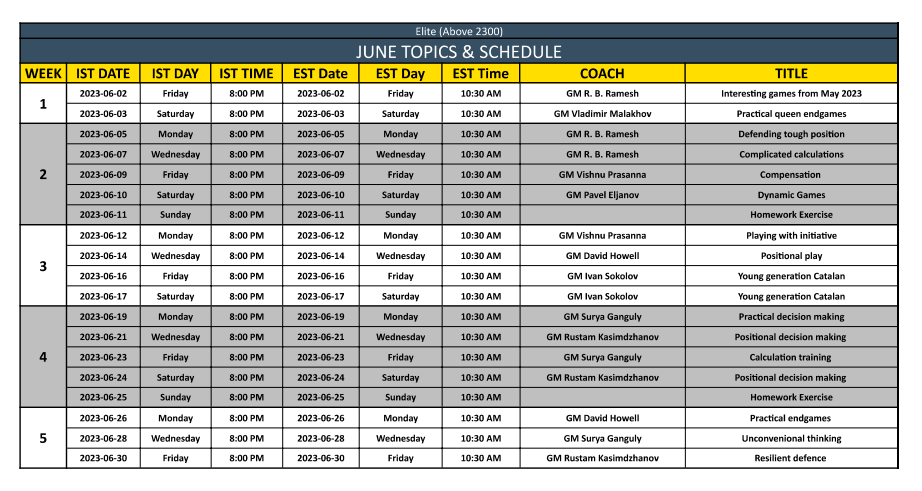 Elite (Above 2300)
JUNE TOPICS & SCHEDULE
WEEK IST DATE IST DAY IST TIME EST Date EST Day EST Time COACH TITLE
1
2023-06-02 Friday 8:00 PM 2023-06-02 Friday 10:30 AM GM R. B. Ramesh Interesting games from May 2023
2023-06-03 Saturday 8:00 PM 2023-06-03 Saturday 10:30 AM GM Vladimir Malakhov Practical queen endgames
2
2023-06-05 Monday 8:00 PM 2023-06-05 Monday 10:30 AM GM R. B. Ramesh Defending tough position
2023-06-07 Wednesday 8:00 PM 2023-06-07 Wednesday 10:30 AM GM R. B. Ramesh Complicated calculations
2023-06-09 Friday 8:00 PM 2023-06-09 Friday 10:30 AM GM Vishnu Prasanna Compensation
2023-06-10 Saturday 8:00 PM 2023-06-10 Saturday 10:30 AM GM Pavel Eljanov Dynamic Games
2023-06-11 Sunday 8:00 PM 2023-06-11 Sunday 10:30 AM Homework Exercise
3
2023-06-12 Monday 8:00 PM 2023-06-12 Monday 10:30 AM GM Vishnu Prasanna Playing with initiative
2023-06-14 Wednesday 8:00 PM 2023-06-14 Wednesday 10:30 AM GM David Howell Positional play
2023-06-16 Friday 8:00 PM 2023-06-16 Friday 10:30 AM GM Ivan Sokolov Young generation Catalan
2023-06-17 Saturday 8:00 PM 2023-06-17 Saturday 10:30 AM GM Ivan Sokolov Young generation Catalan
4
2023-06-19 Monday 8:00 PM 2023-06-19 Monday 10:30 AM GM Surya Ganguly Practical decision making
2023-06-21 Wednesday 8:00 PM 2023-06-21 Wednesday 10:30 AM GM Rustam Kasimdzhanov Positional decision making
2023-06-23 Friday 8:00 PM 2023-06-23 Friday 10:30 AM GM Surya Ganguly Calculation training
2023-06-24 Saturday 8:00 PM 2023-06-24 Saturday 10:30 AM GM Rustam Kasimdzhanov Positional decision making
2023-06-25 Sunday 8:00 PM 2023-06-25 Sunday 10:30 AM Homework Exercise
5
2023-06-26 Monday 8:00 PM 2023-06-26 Monday 10:30 AM GM David Howell Practical endgames
2023-06-28 Wednesday 8:00 PM 2023-06-28 Wednesday 10:30 AM GM Surya Ganguly Unconvenional thinking
2023-06-30 Friday 8:00 PM 2023-06-30 Friday 10:30 AM GM Rustam Kasimdzhanov Resilient defence